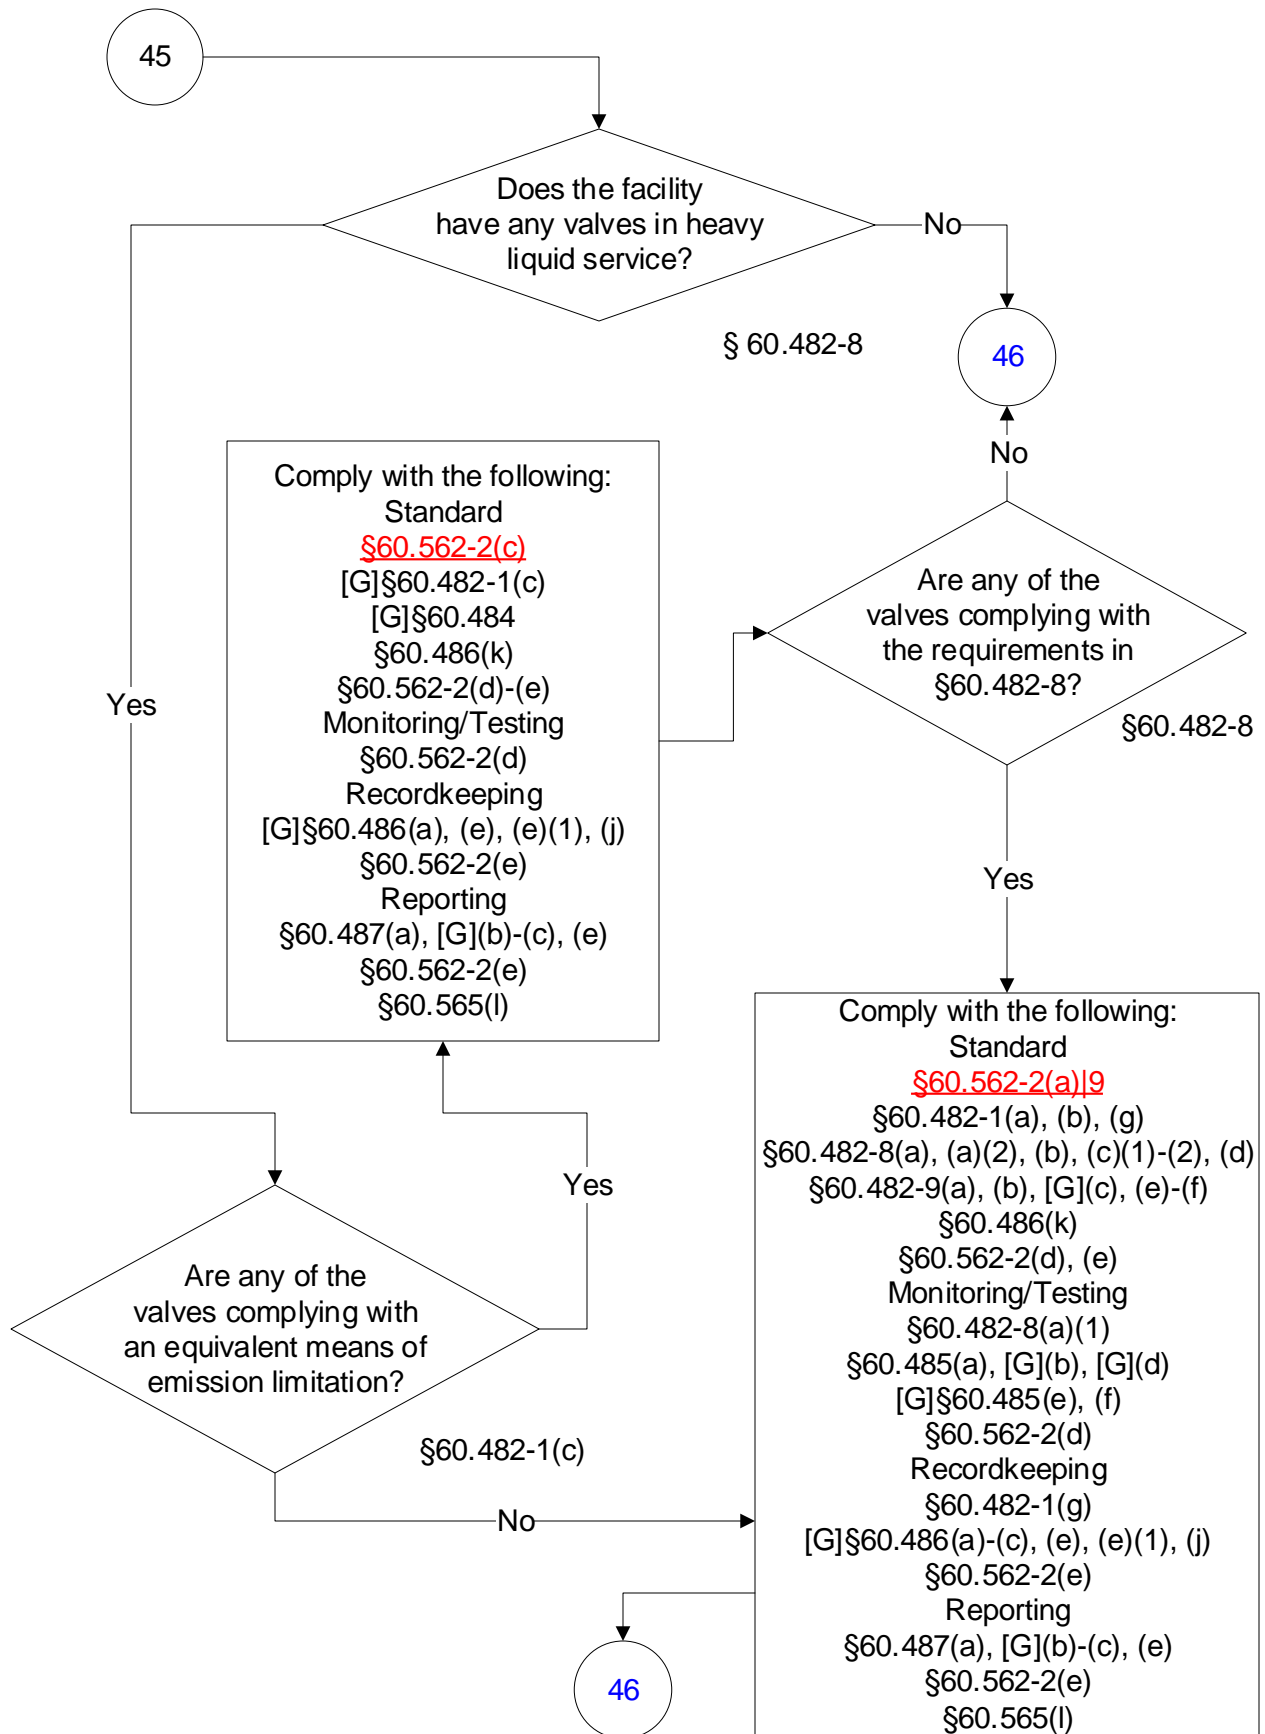 45
Does the facility
have any valves in heavy
liquid service?
No
§ 60.482-8
46
No
Comply with the following:
Standard
§60.562-2(c)
[G]§60.482-1(c)
[G]§60.484
§60.486(k)
§60.562-2(d)-(e)
Monitoring/Testing
§60.562-2(d)
Recordkeeping
[G]§60.486(a), (e), (e)(1), (j)
§60.562-2(e)
Reporting
§60.487(a), [G](b)-(c), (e)
§60.562-2(e)
§60.565(l)
Are any of the
valves complying with
the requirements in
§60.482-8?
§60.482-8
Yes
Yes
Yes
Are any of the
valves complying with
an equivalent means of
emission limitation?
§60.482-1(c)
No
Comply with the following:
Standard
§60.562-2(a)|9
§60.482-1(a), (b), (g)
§60.482-8(a), (a)(2), (b), (c)(1)-(2), (d)
§60.482-9(a), (b), [G](c), (e)-(f)
§60.486(k)
§60.562-2(d), (e)
Monitoring/Testing
§60.482-8(a)(1)
§60.485(a), [G](b), [G](d)
[G]§60.485(e), (f)
§60.562-2(d)
Recordkeeping
§60.482-1(g)
[G]§60.486(a)-(c), (e), (e)(1), (j)
§60.562-2(e)
Reporting
§60.487(a), [G](b)-(c), (e)
§60.562-2(e)
§60.565(l)
46